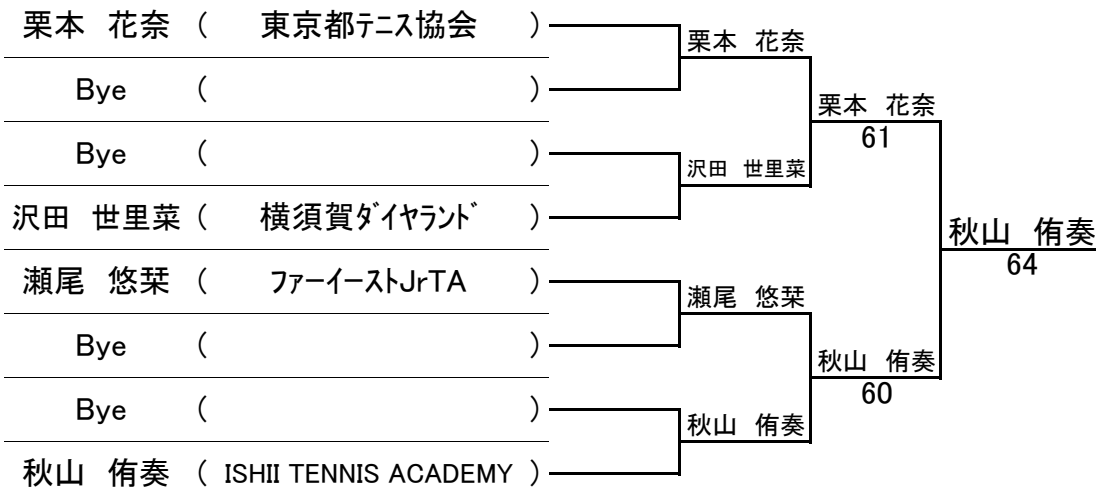 栗本 花奈 ( 東京都ﾃﾆｽ協会 )
Bye ( )
Bye ( )
沢田 世里菜 ( 横須賀ﾀﾞｲﾔﾗﾝﾄﾞ )
瀬尾 悠栞 ( ﾌｧｰｲｰｽﾄJrTA )
Bye ( )
Bye ( )
秋山 侑奏 ( ISHII TENNIS ACADEMY )
栗本 花奈
沢田 世里菜
瀬尾 悠栞
秋山 侑奏
栗本 花奈
61
秋山 侑奏
60
秋山 侑奏
64